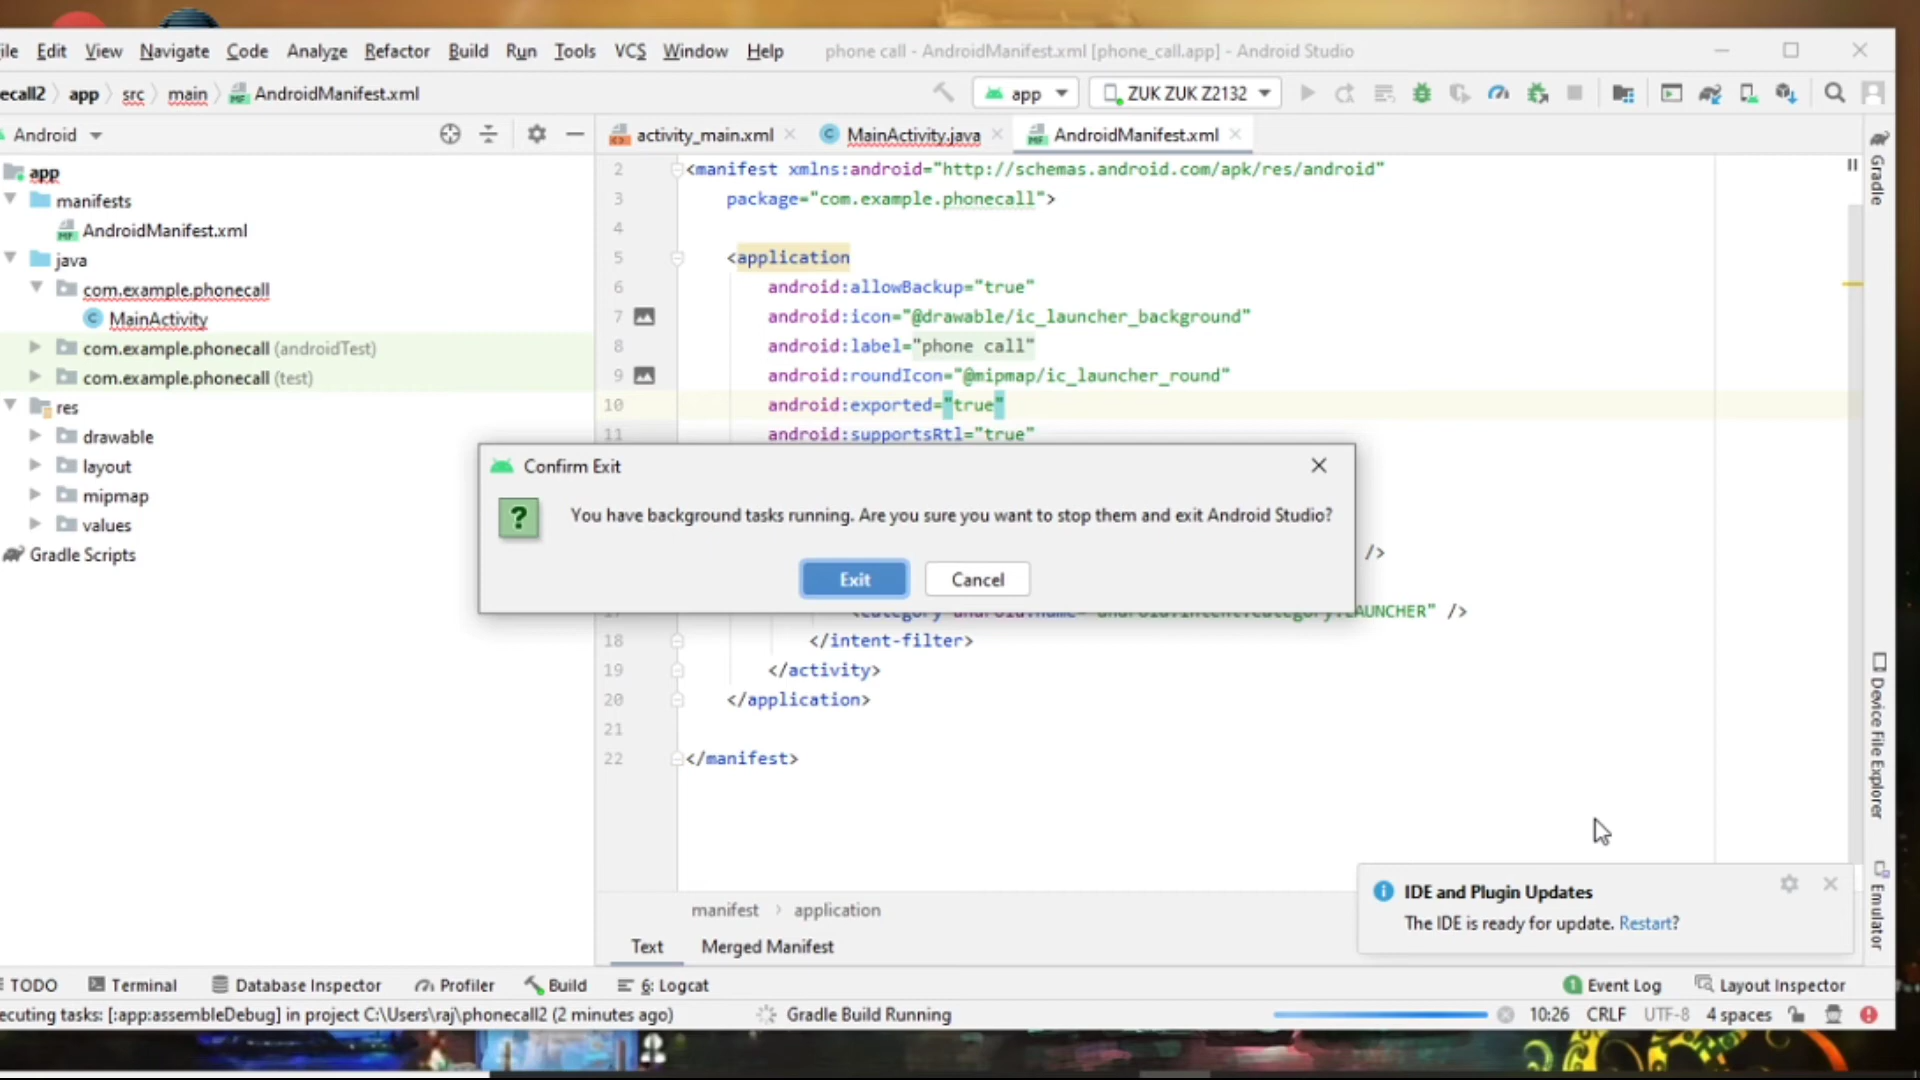 ile Edit View Navigate Code Analyze Refactor Build Run Tools VCS Window Help phone call - AndroidManifest.xml [phone_call.app] - Android Studio
ecall2 app src main AndroidManifest.xml app ZUK ZUK Z2132
Android activity_main.xml MainActivity.java AndroidManifest.xml
app
manifests
AndroidManifest.xml
java
com.example.phonecall
MainActivity
com.example.phonecall (androidTest)
com.example.phonecall (test)
res
drawable
layout
mipmap
values
Gradle Scripts
2 <manifest xmlns:android="http://schemas.android.com/apk/res/android"
3 package="com.example.phonecall">
4
5 <application
6 android:allowBackup="true"
7 android:icon="@drawable/ic_launcher_background"
8 android:label="phone call"
9 android:roundIcon="@mipmap/ic_launcher_round"
10 android:exported="true"
11 android:supportsRtl="true"
Confirm Exit
You have background tasks running. Are you sure you want to stop them and exit Android Studio?
Exit Cancel
/>
LAUNCHER" />
18 </intent-filter>
19 </activity>
20 </application>
21
22 </manifest>
Gradle
Device File Explorer
Emulator
IDE and Plugin Updates
The IDE is ready for update. Restart?
manifest application
Text Merged Manifest
TODO Terminal Database Inspector Profiler Build 6: Logcat Event Log Layout Inspector
ecuting tasks: [:app:assembleDebug] in project C:\Users\raj\phonecall2 (2 minutes ago) Gradle Build Running 10:26 CRLF UTF-8 4 spaces